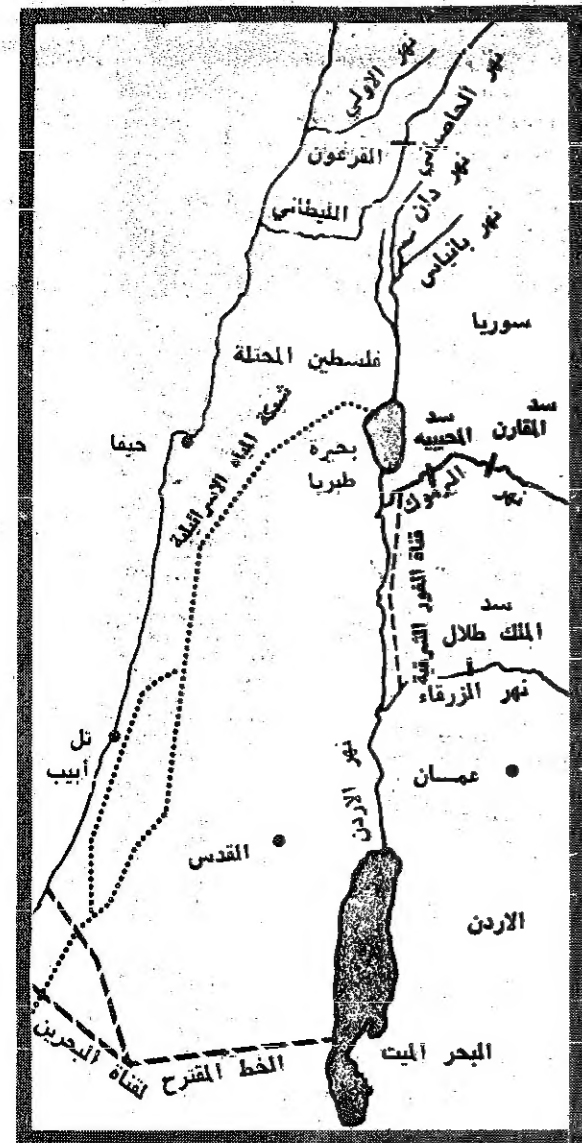 نهر الاولي
نهر الحاصباني
القرعون
نهر دان
الليطاني
نهر بانياس
سوريا
فلسطين المحتلة
شبكة المياه الاسرائيلية
حيفا
بحيرة
طبريا
سد
المخيبه
سد
المقارن
نهر اليرموك
قناة الغور الشرقية
سد
الملك طلال
نهر الزرقاء
تل
أبيب
نهر الاردن
عمــان
القدس
الاردن
البحر الميت
الخط المقترح لقناة البحرين